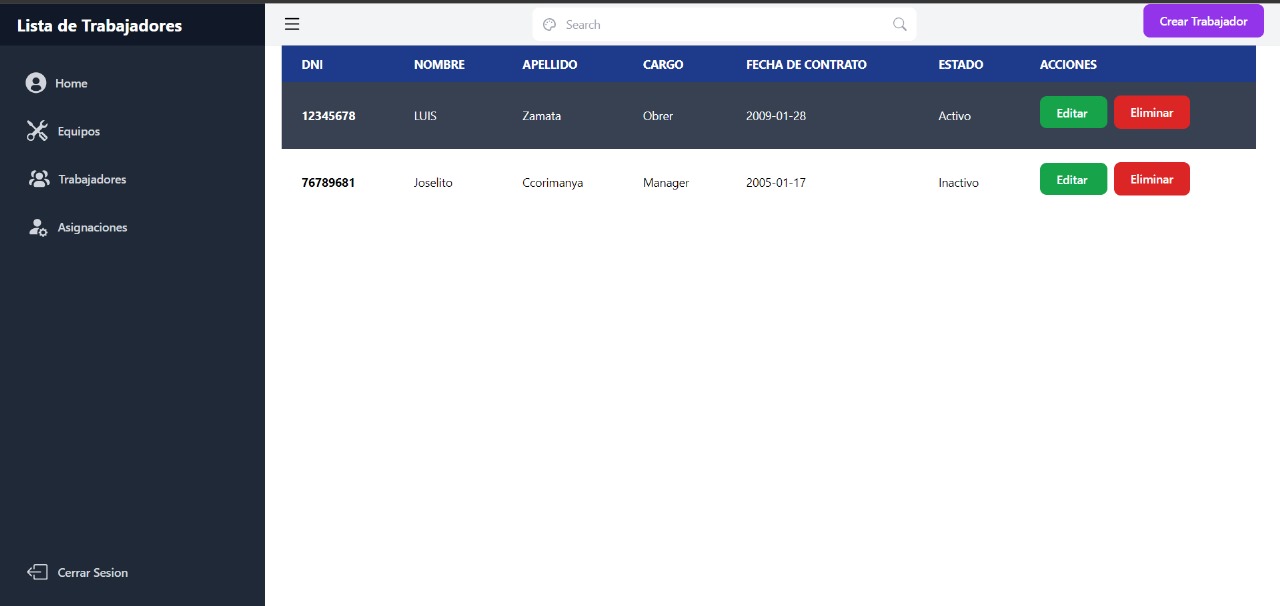 Lista de Trabajadores
Search
Crear Trabajador
Home
Equipos
Trabajadores
Asignaciones
Cerrar Sesion
DNI NOMBRE APELLIDO CARGO FECHA DE CONTRATO ESTADO ACCIONES
12345678 LUIS Zamata Obrer 2009-01-28 Activo Editar Eliminar
76789681 Joselito Ccorimanya Manager 2005-01-17 Inactivo Editar Eliminar